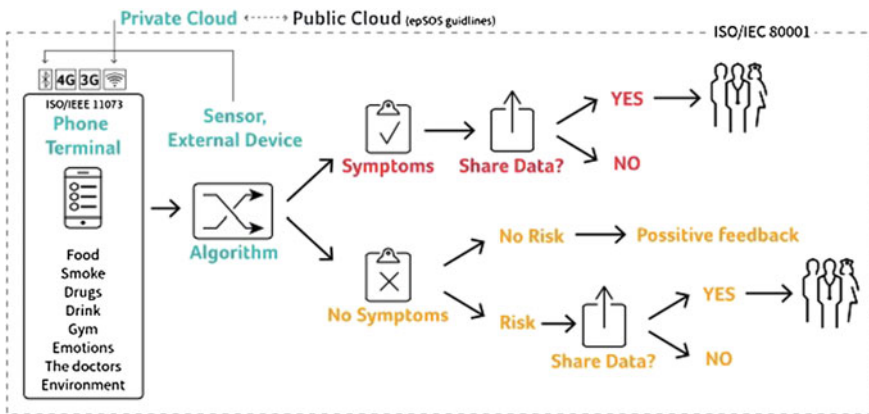 Private Cloud Public Cloud (epSOS guidlines)
ISO/IEC 80001
4G 3G
ISO/IEEE 11073
Phone
Terminal
Sensor,
External Device
Food
Smoke
Drugs
Drink
Gym
Emotions
The doctors
Environment
Algorithm
Symptoms
Share Data?
YES
NO
No Symptoms
No Risk
Possitive feedback
Risk
Share Data?
YES
NO